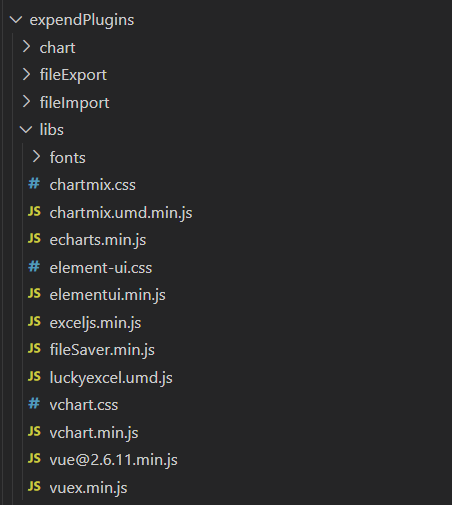 expendPlugins
chart
fileExport
fileImport
libs
fonts
# chartmix.css
JS chartmix.umd.min.js
JS echarts.min.js
# element-ui.css
JS elementui.min.js
JS exceljs.min.js
JS fileSaver.min.js
JS luckyexcel.umd.js
# vchart.css
JS vchart.min.js
JS vue@2.6.11.min.js
JS vuex.min.js